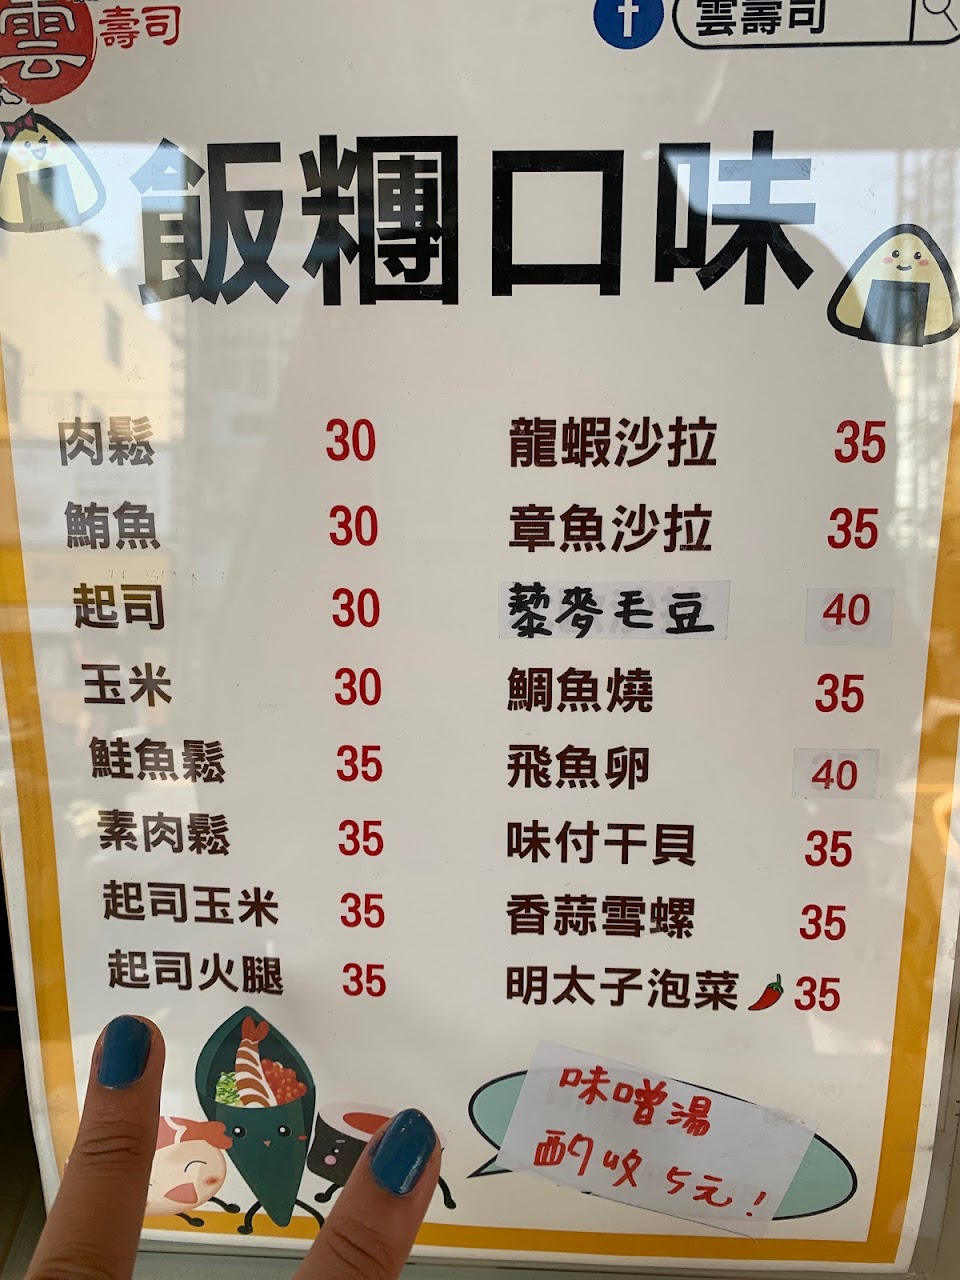 雲 壽司
雲壽司
飯糰口味
肉鬆 30
鮪魚 30
起司 30
玉米 30
鮭魚鬆 35
素肉鬆 35
起司玉米 35
起司火腿 35
龍蝦沙拉 35
章魚沙拉 35
藜麥毛豆 40
鯛魚燒 35
飛魚卵 40
味付干貝 35
香蒜雪螺 35
明太子泡菜 35
味噌湯
酌收5元!